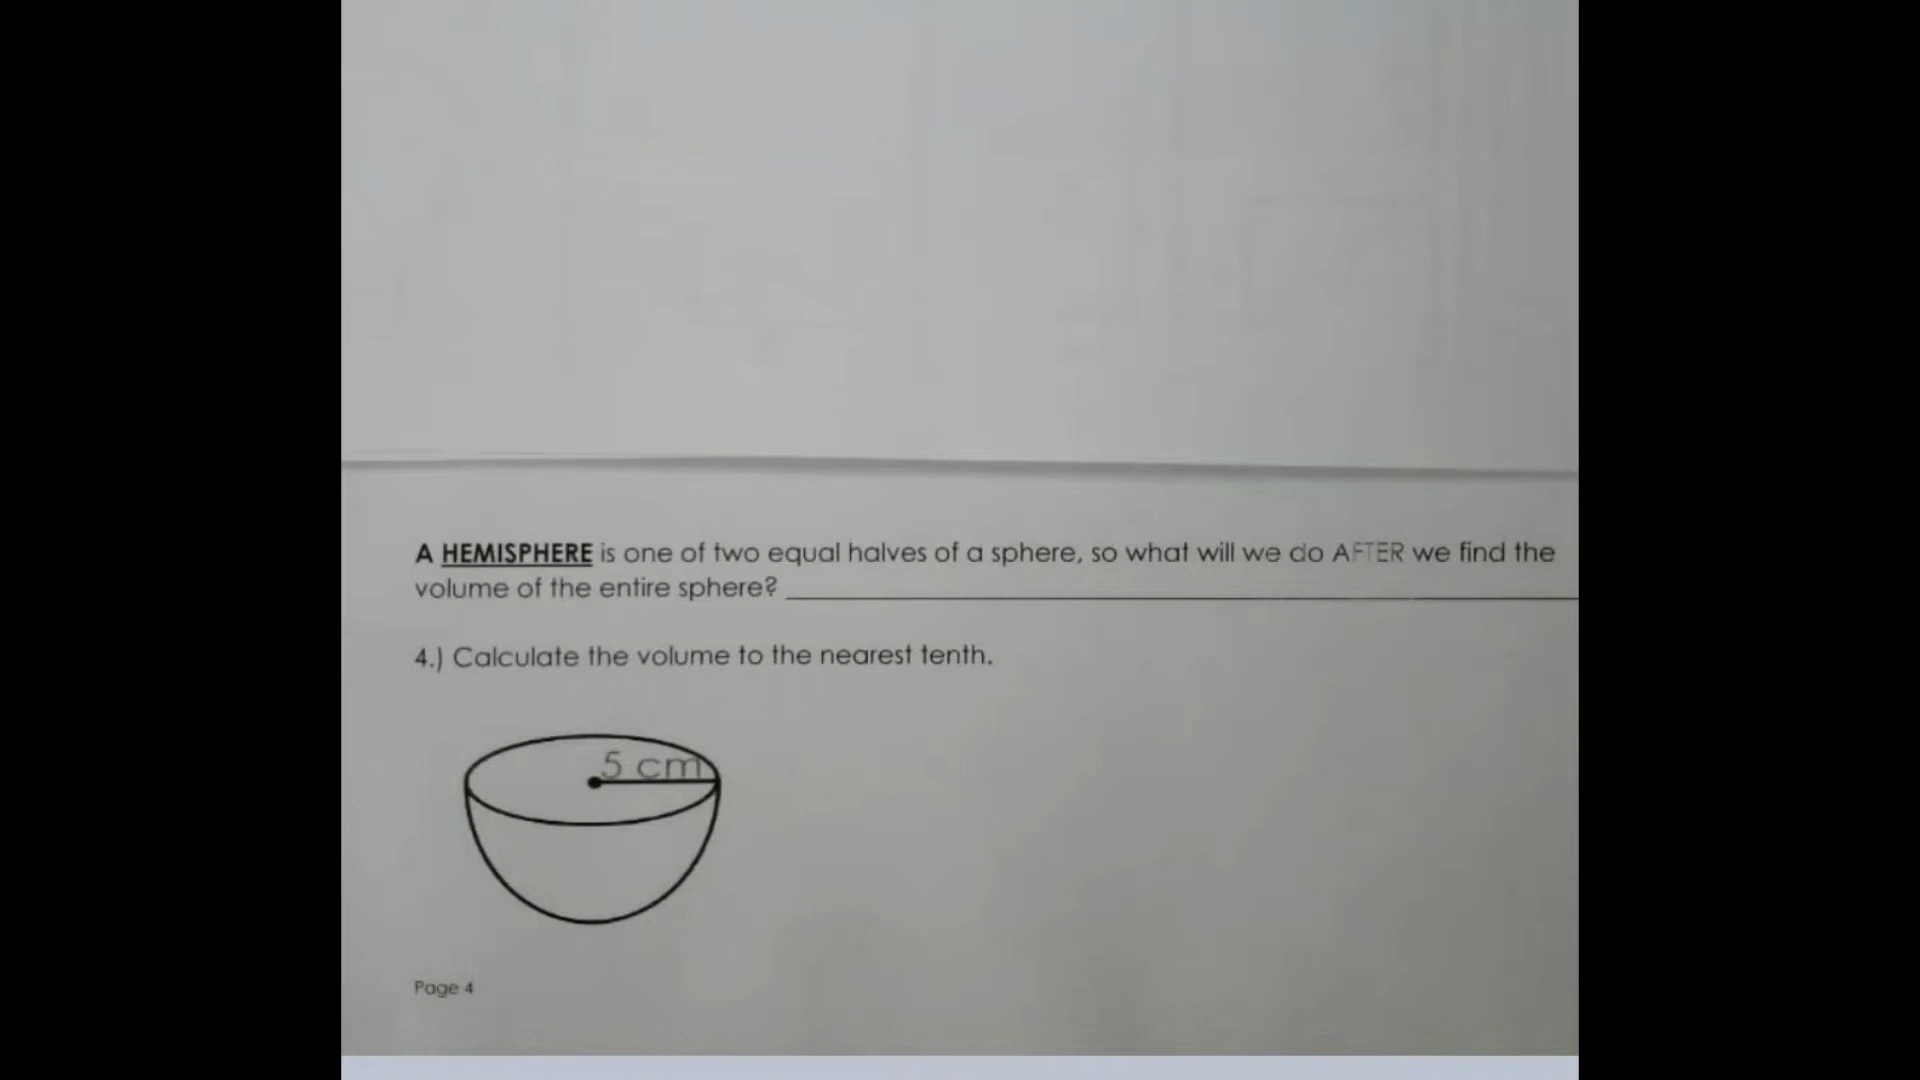 A HEMISPHERE is one of two equal halves of a sphere, so what will we do AFTER we find the
volume of the entire sphere?
4.) Calculate the volume to the nearest tenth.
5 cm
Page 4